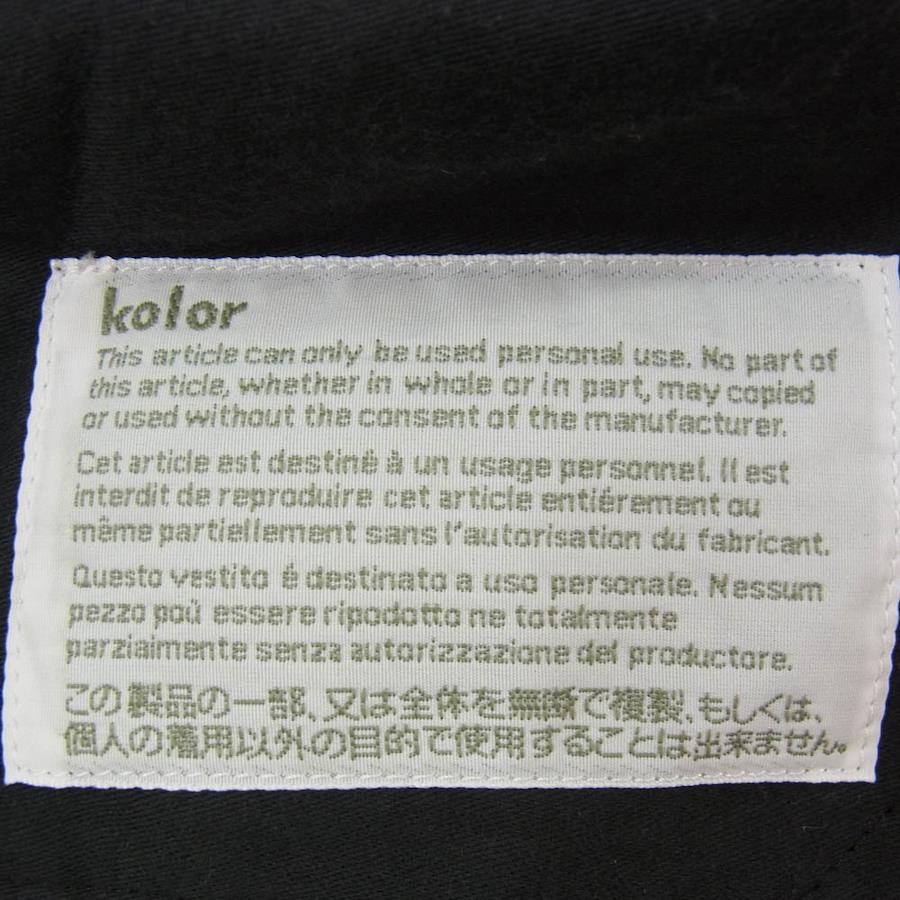 kolor
This article can only be used personal use. No part of
this article, whether in whole or in part, may copied
or used without the consent of the manufacturer.
Cet article est destiné à un usage personnel. Il est
interdit de reproduire cet article entiérement ou
même partiellement sans l'autorisation du fabricant.
Questo vestito é destinato a uso personale. Nessum
pezzo poù essere ripodotto ne totalmente
parziaimente senza autorizzazione del productore.
この製品の一部、又は全体を無断で複製、もしくは、
個人の着用以外の目的で使用することは出来ません。